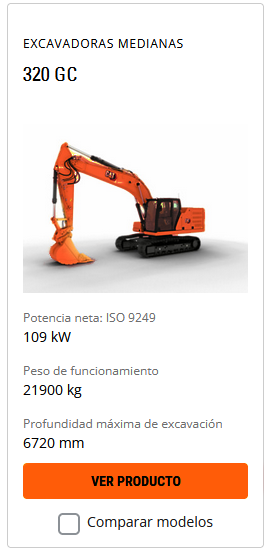 EXCAVADORAS MEDIANAS
320 GC
Potencia neta: ISO 9249
109 kW
Peso de funcionamiento
21900 kg
Profundidad máxima de excavación
6720 mm
VER PRODUCTO
Comparar modelos